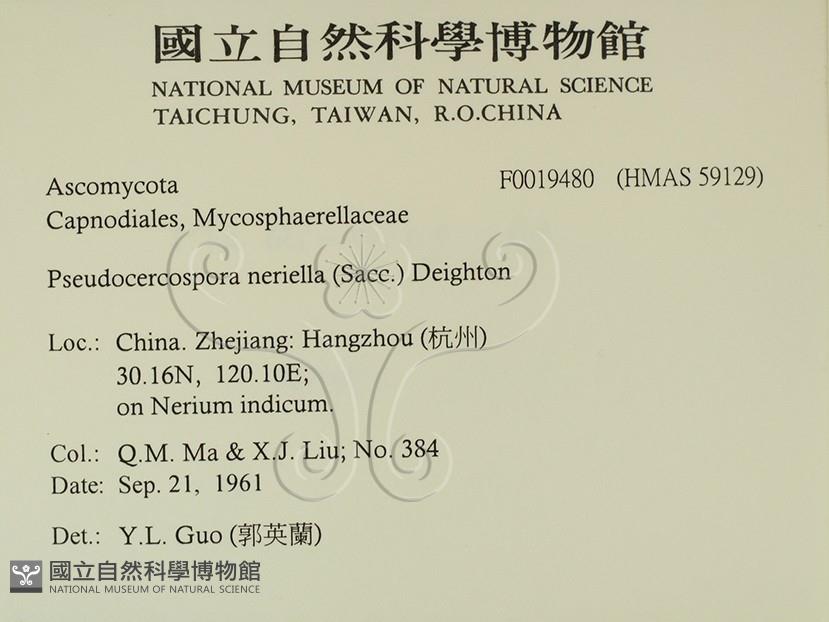 國立自然科學博物館
NATIONAL MUSEUM OF NATURAL SCIENCE
TAICHUNG, TAIWAN, R.O.CHINA
Ascomycota F0019480 (HMAS 59129)
Capnodiales, Mycosphaerellaceae
Pseudocercospora neriella (Sacc.) Deighton
Loc.: China. Zhejiang: Hangzhou (杭州)
30.16N, 120.10E;
on Nerium indicum.
Col.: Q.M. Ma & X.J. Liu; No. 384
Date: Sep. 21, 1961
Det.: Y.L. Guo (郭英蘭)
國立自然科學博物館
NATIONAL MUSEUM OF NATURAL SCIENCE